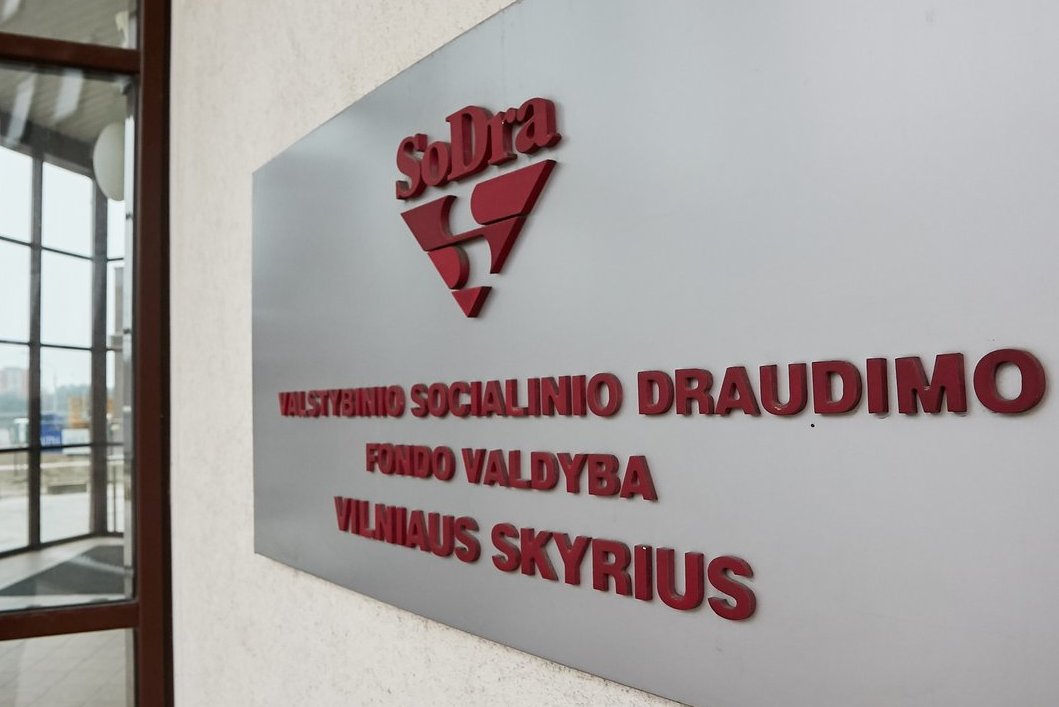 SoDra
VALSTYBINIO SOCIALINIO DRAUDIMO
FONDO VALDYBA
VILNIAUS SKYRIUS